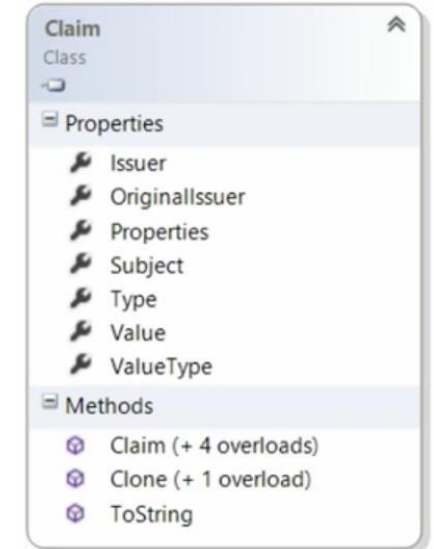 Claim
Class
Properties
Issuer
OriginalIssuer
Properties
Subject
Type
Value
ValueType
Methods
Claim (+ 4 overloads)
Clone (+ 1 overload)
ToString